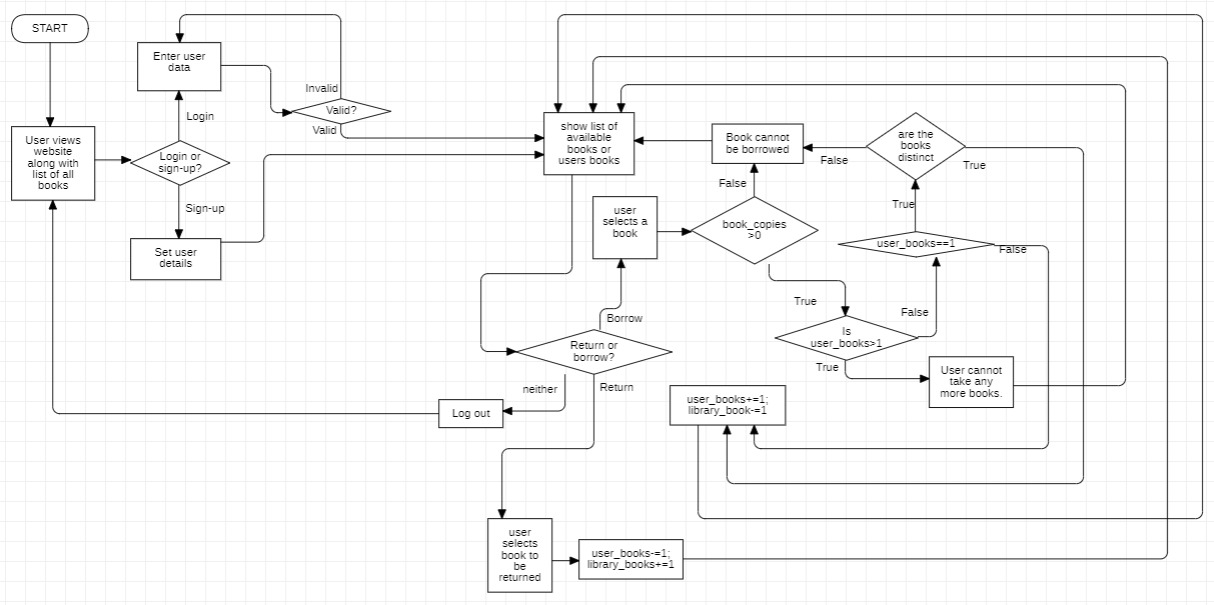 START
Enter user
data
Invalid
Valid?
Valid
Login
User views
website
along with
list of all
books
Login or
sign-up?
Sign-up
Set user
details
show list of
available
books or
users books
Book cannot
be borrowed
False
are the
books
distinct
True
False
True
user
selects a
book
book_copies
>0
user_books==1
False
True
False
Borrow
Is
user_books>1
Return or
borrow?
True
User cannot
take any
more books.
neither
Return
Log out
user_books+=1;
library_book-=1
user
selects
book to
be
returned
user_books-=1;
library_books+=1